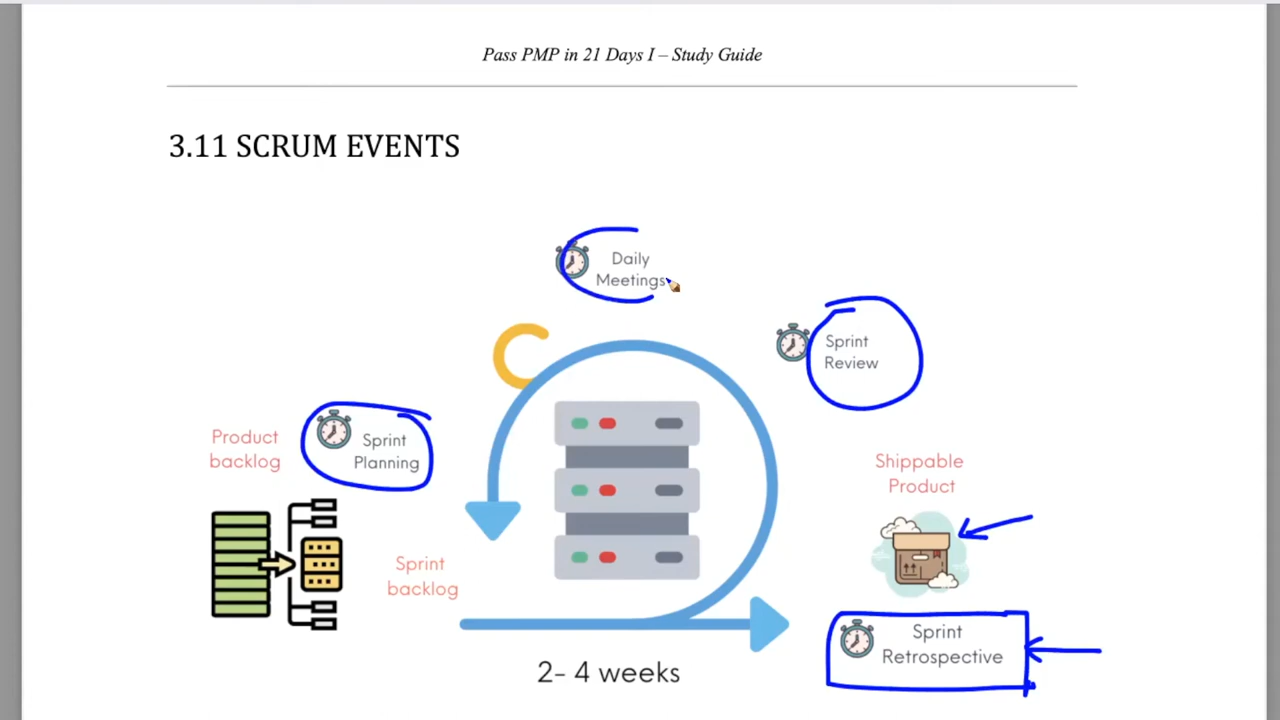 Pass PMP in 21 Days I – Study Guide
3.11 SCRUM EVENTS
Daily
Meetings
Sprint
Review
Product
backlog
Sprint
Planning
Shippable
Product
Sprint
backlog
Sprint
Retrospective
2- 4 weeks